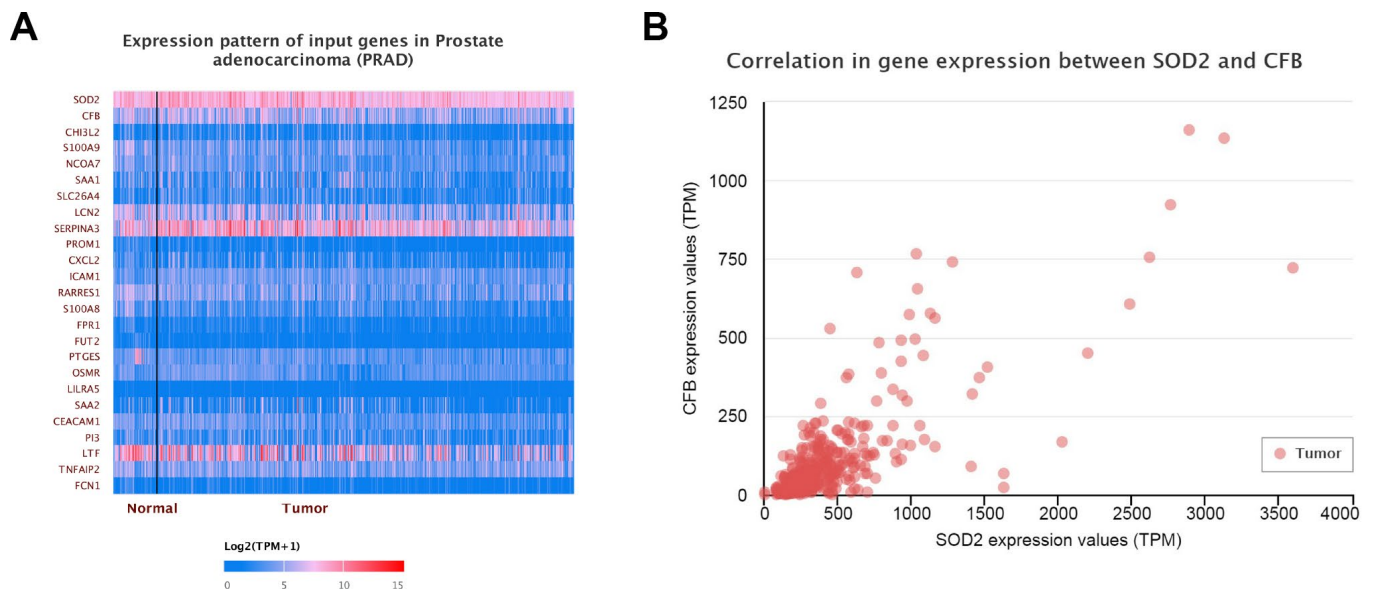 A
Expression pattern of input genes in Prostate
adenocarcinoma (PRAD)
SOD2
CFB
CHI3L2
S100A9
NCOA7
SAA1
SLC26A4
LCN2
SERPINA3
PROM1
CXCL2
ICAM1
RARRES1
S100A8
FPR1
FUT2
PTGES
OSMR
LILRA5
SAA2
CEACAM1
PI3
LTF
TNFAIP2
FCN1
Normal Tumor
Log2(TPM+1)
0 5 10 15
B
Correlation in gene expression between SOD2 and CFB
CFB expression values (TPM)
1250
1000
750
500
250
0
0 500 1000 1500 2000 2500 3000 3500 4000
SOD2 expression values (TPM)
Tumor